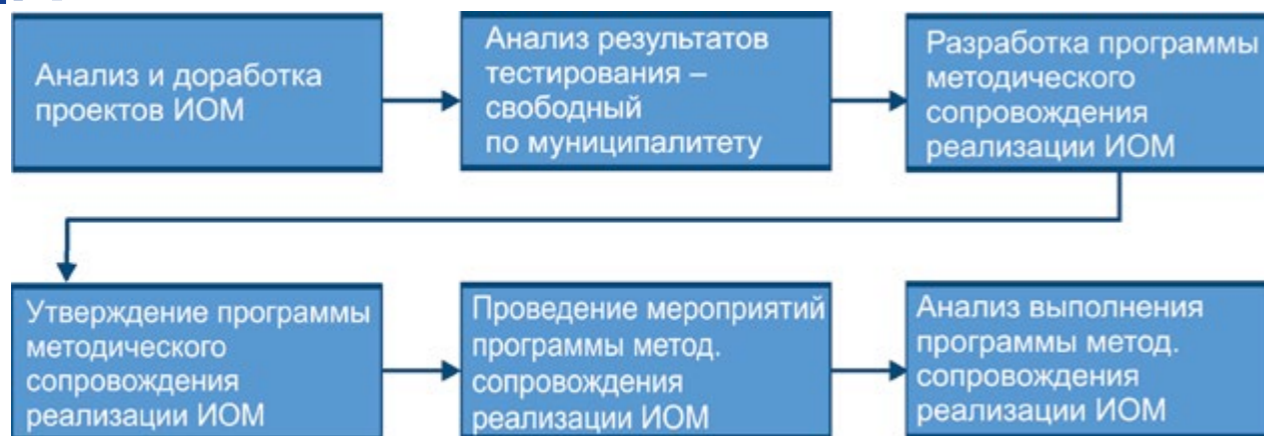 Анализ и доработка
проектов ИОМ
Анализ результатов
тестирования –
свободный
по муниципалитету
Разработка программы
методического
сопровождения
реализации ИОМ
Утверждение программы
методического
сопровождения
реализации ИОМ
Проведение мероприятий
программы метод.
сопровождения
реализации ИОМ
Анализ выполнения
программы метод.
сопровождения
реализации ИОМ